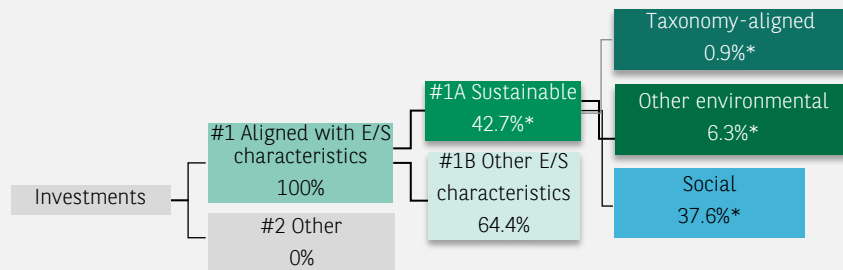 Investments
#1 Aligned with E/S
characteristics
100%
#2 Other
0%
#1A Sustainable
42.7%*
#1B Other E/S
characteristics
64.4%
Taxonomy-aligned
0.9%*
Other environmental
6.3%*
Social
37.6%*